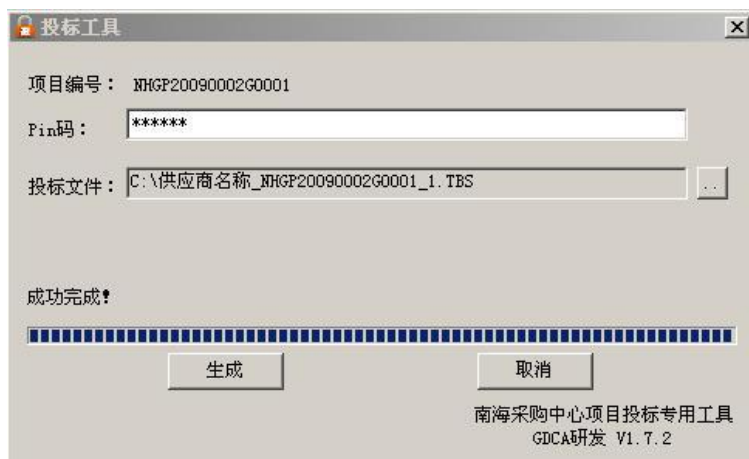 投标工具
项目编号： NHGP20090002G0001
Pin码： ******
投标文件： C:\供应商名称_NHGP20090002G0001_1.TBS ..
成功完成！
生成 取消
南海采购中心项目投标专用工具
GDCA研发 V1.7.2